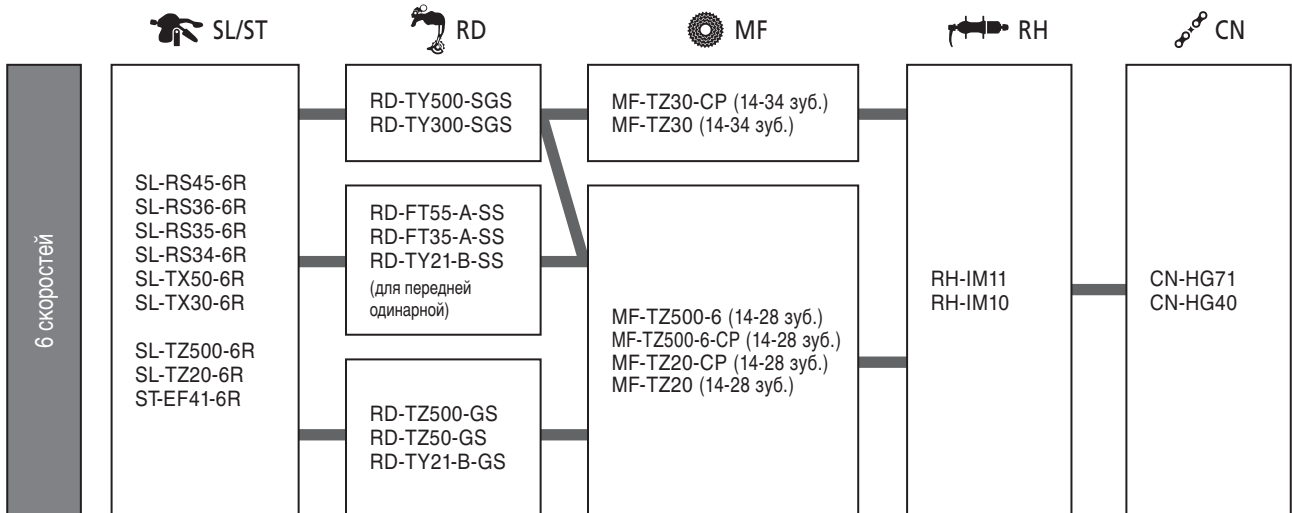 SL/ST
RD
MF
RH
CN
6 скоростей
SL-RS45-6R
SL-RS36-6R
SL-RS35-6R
SL-RS34-6R
SL-TX50-6R
SL-TX30-6R
SL-TZ500-6R
SL-TZ20-6R
ST-EF41-6R
RD-TY500-SGS
RD-TY300-SGS
RD-FT55-A-SS
RD-FT35-A-SS
RD-TY21-B-SS
(для передней
одинарной)
RD-TZ500-GS
RD-TZ50-GS
RD-TY21-B-GS
MF-TZ30-CP (14-34 зуб.)
MF-TZ30 (14-34 зуб.)
MF-TZ500-6 (14-28 зуб.)
MF-TZ500-6-CP (14-28 зуб.)
MF-TZ20-CP (14-28 зуб.)
MF-TZ20 (14-28 зуб.)
RH-IM11
RH-IM10
CN-HG71
CN-HG40